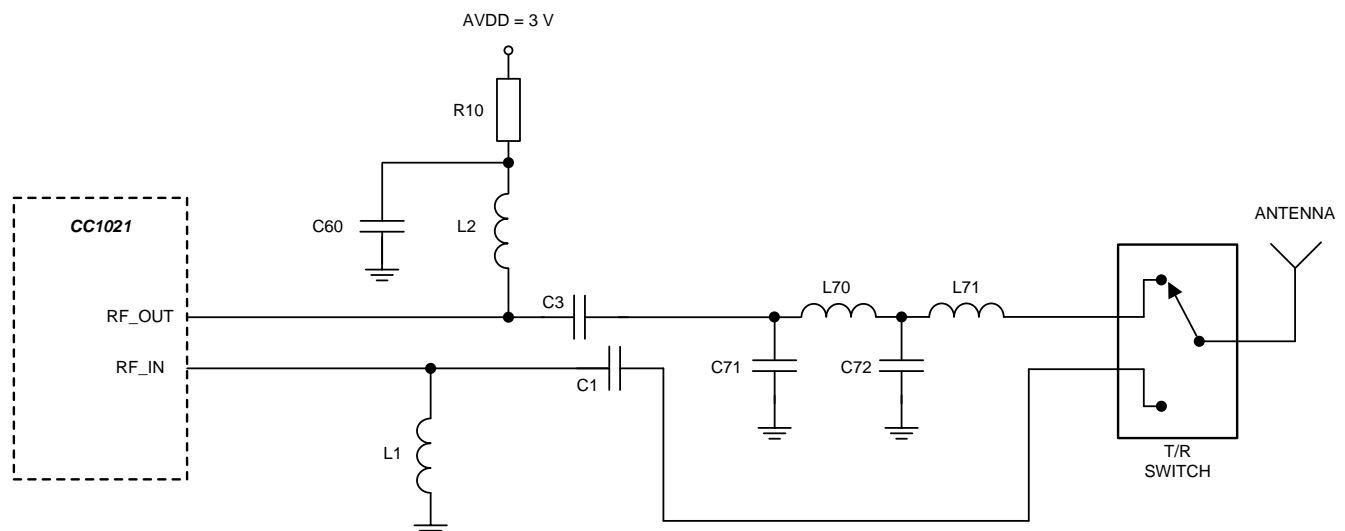 AVDD = 3 V
R10
CC1021
C60
L2
ANTENNA
L70
L71
C3
RF_OUT
RF_IN
C71
C72
C1
L1
T/R
SWITCH